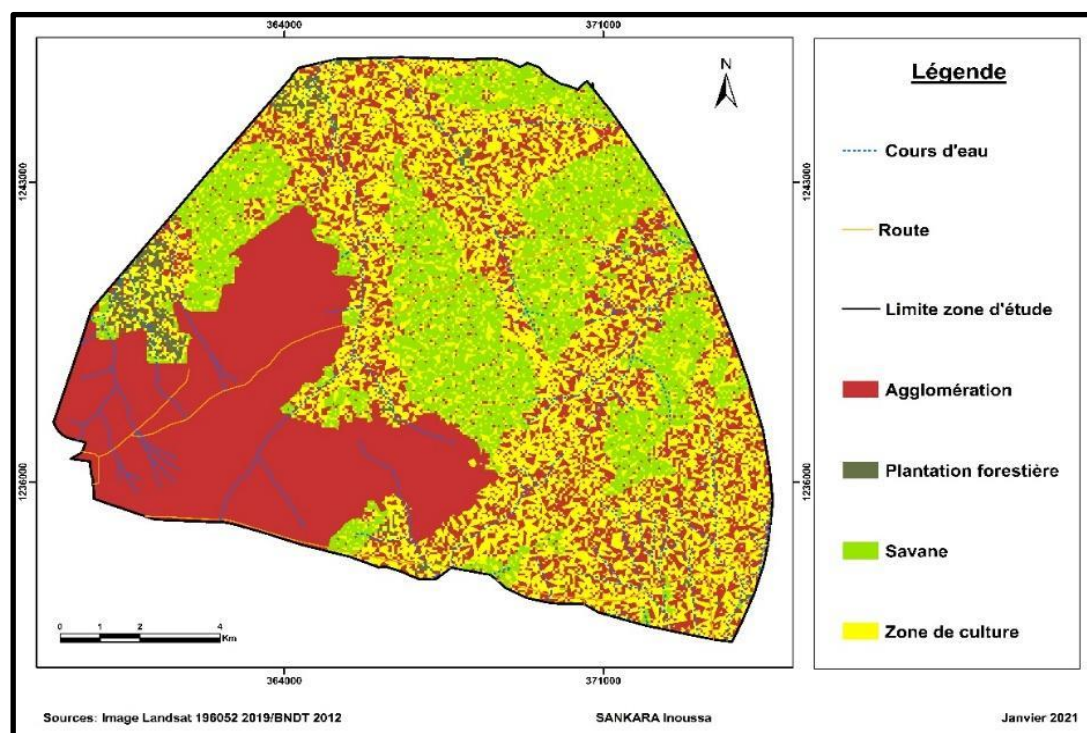 364000 371000
N
1243000 1243000
1236000 1236000
0 1 2 4
Km
364000 371000
Légende
Cours d'eau
Route
Limite zone d'étude
Agglomération
Plantation forestière
Savane
Zone de culture
Sources: Image Landsat 196052 2019/BNDT 2012 SANKARA Inoussa Janvier 2021